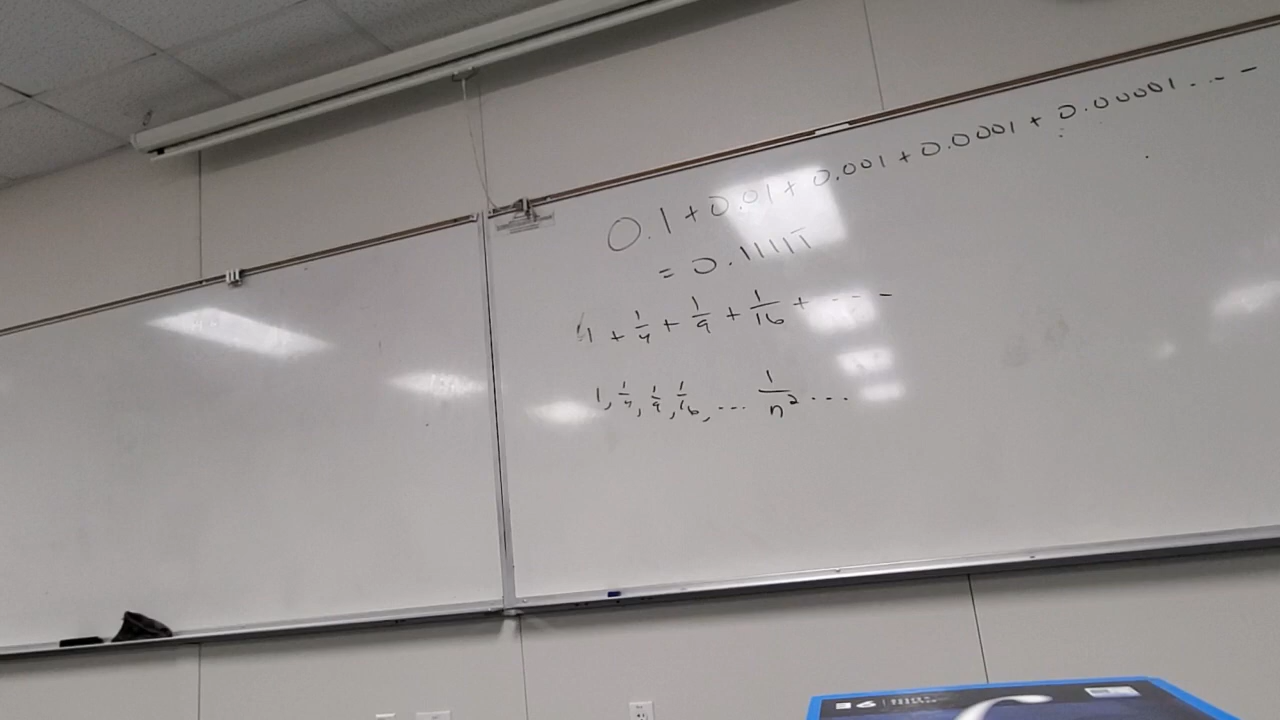 0.1 + 0.01 + 0.001 + 0.0001 + 0.00001 ...--
= 0.11111̅
1 + 1/4 + 1/9 + 1/16 + ----
1, 1/4, 1/9, 1/16, ... 1/n² ...
6